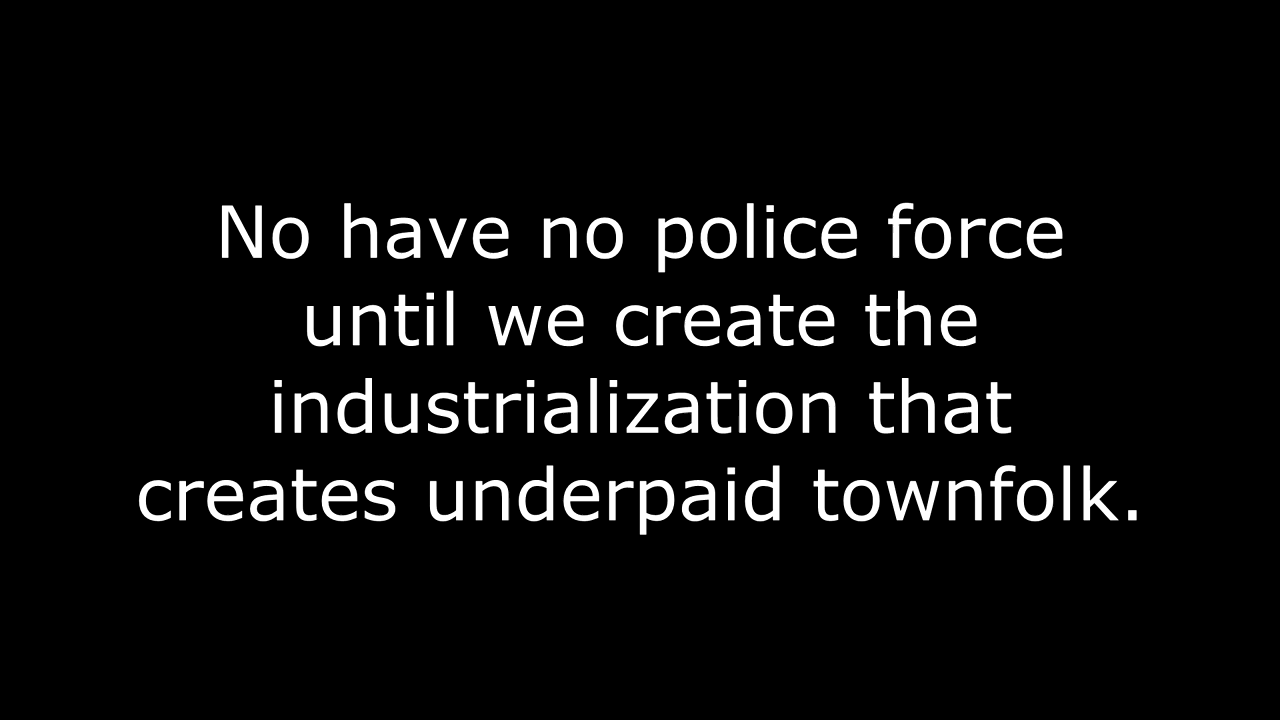 No have no police force
until we create the
industrialization that
creates underpaid townfolk.